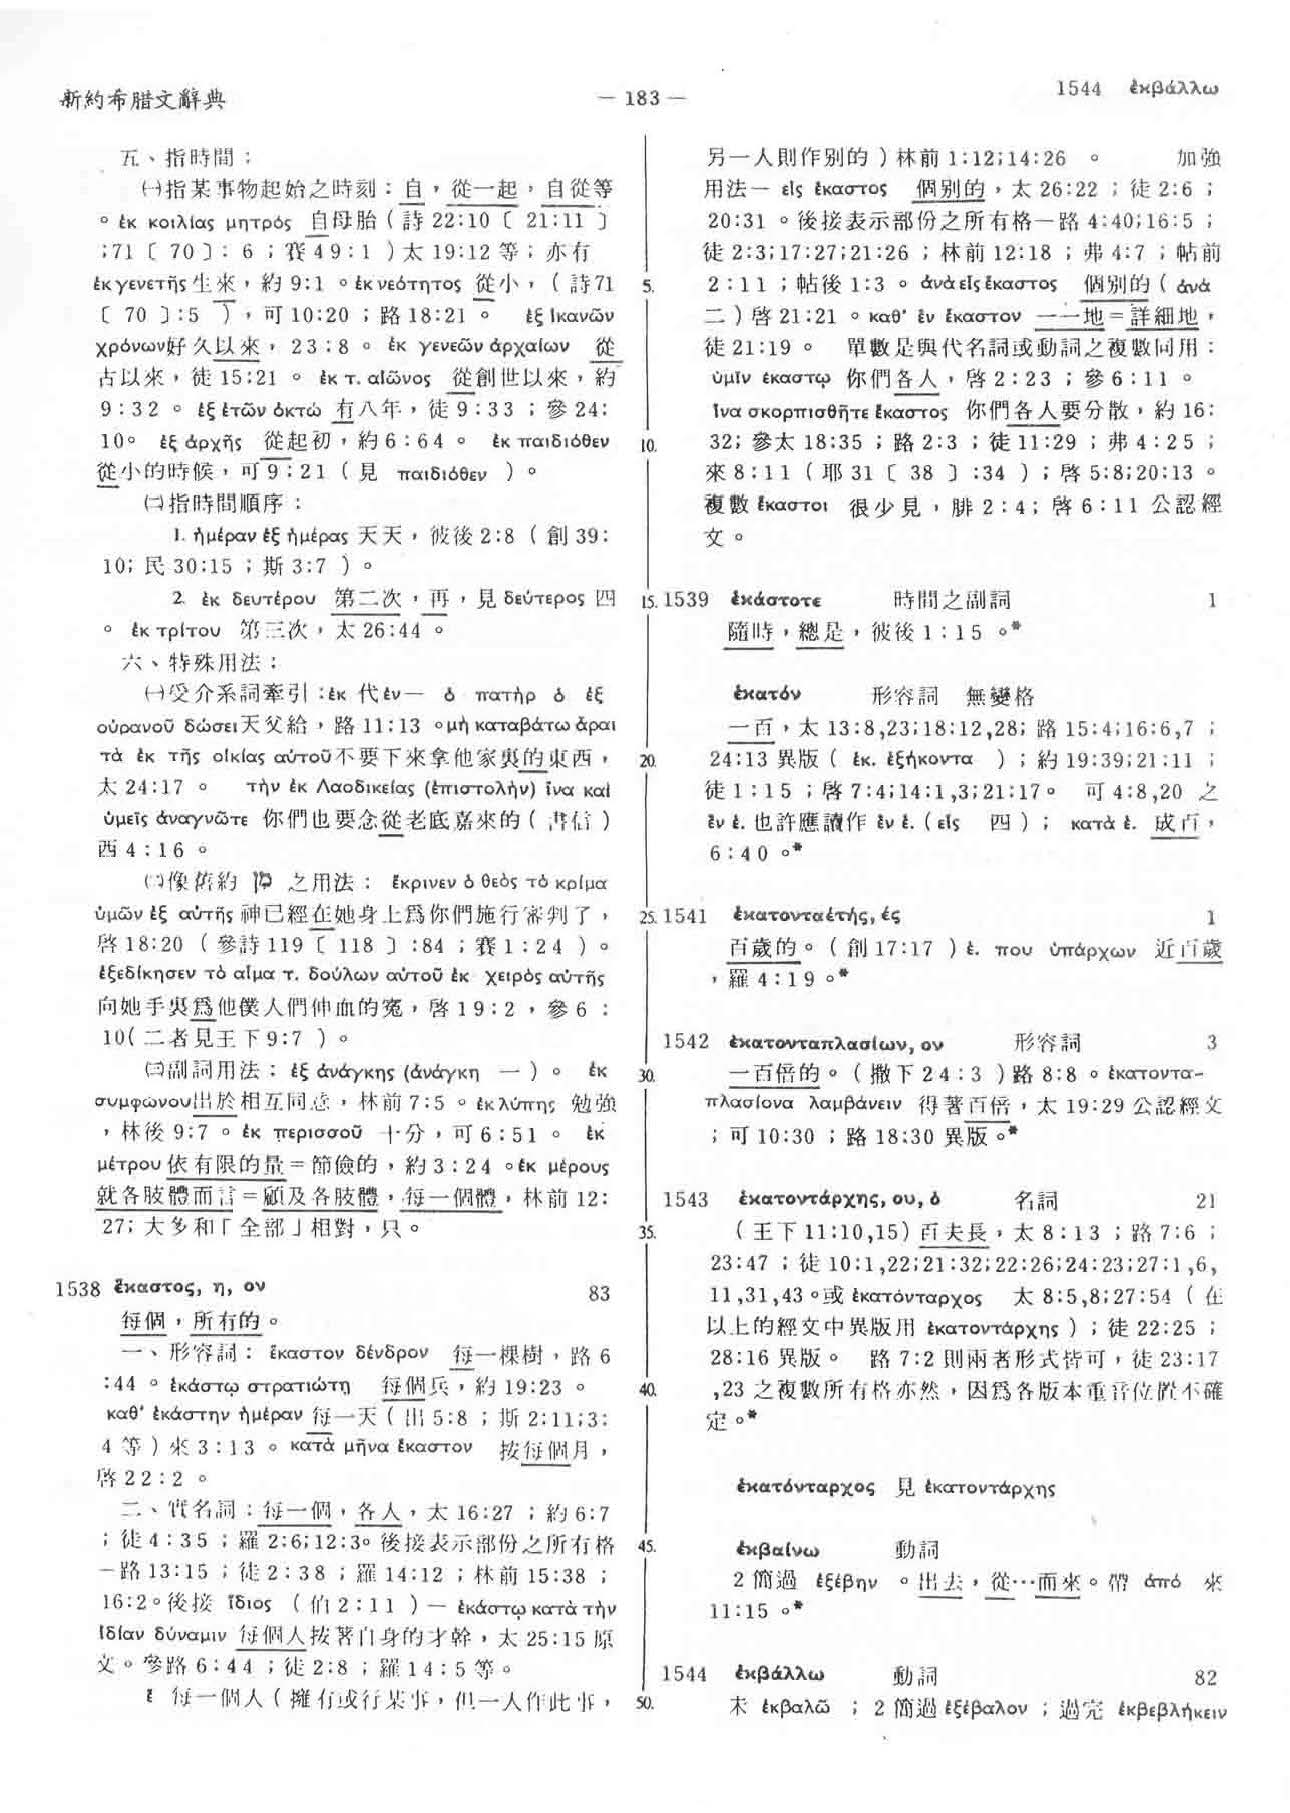 新約希腊文辭典
— 183 —
1544 ἐκβάλλω
五、指時間;
㈠指某事物起始之時刻:自,從一起,自從等
。ἐκ κοιλίας μητρός 自母胎(詩 22:10〔 21:11 〕
;71〔 70 〕: 6 ;賽 49:1 )太 19:12 等;亦有
ἐκ γενετῆς 生來,約 9:1 。ἐκ νεότητος 從小,(詩71
〔 70 〕:5 ),可 10:20 ;路 18:21 。 ἐξ ἱκανῶν
χρόνων好久以來, 23:8 。 ἐκ γενεῶν ἀρχαίων 從
古以來,徒 15:21 。 ἐκ τ. αἰῶνος 從創世以來,約
9:32 。 ἐξ ἐτῶν ὀκτώ 有八年,徒 9:33 ;參 24:
10。 ἐξ ἀρχῆς 從起初,約 6:64 。 ἐκ παιδιόθεν
從小的時候,可 9:21(見 παιδιόθεν )。
㈡指時間順序:
1. ἡμέραν ἐξ ἡμέρας 天天,彼後 2:8(創 39:
10; 民 30:15 ;斯 3:7 )。
2. ἐκ δευτέρου 第二次,再,見 δεύτερος 四
。 ἐκ τρίτου 第三次,太 26:44 。
六、特殊用法;
㈠受介系詞牽引:ἐκ 代ἐν— ὁ πατὴρ ὁ ἐξ
οὐρανοῦ δώσει天父給,路 11:13 。μὴ καταβάτω ἆραι
τὰ ἐκ τῆς οἰκίας αὐτοῦ不要下來拿他家裏的東西,
太 24:17 。 τὴν ἐκ Λαοδικείας (ἐπιστολὴν) ἵνα καὶ
ὑμεῖς ἀναγνῶτε 你們也要念從老底嘉來的(書信)
西 4:16 。
㈡像舊約 מִן 之用法: ἔκρινεν ὁ θεὸς τὸ κρίμα
ὑμῶν ἐξ αὐτῆς 神已經在她身上爲你們施行審判了,
啓 18:20(參詩 119〔 118 〕:84 ;賽 1:24 )。
ἐξεδίκησεν τὸ αἷμα τ. δούλων αὐτοῦ ἐκ χειρὸς αὐτῆς
向她手裏爲他僕人們伸血的寃,啓 19:2 ,參 6 :
10(二者見王下 9:7 )。
㈢副詞用法: ἐξ ἀνάγκης (ἀνάγκη 一 )。 ἐκ
συμφώνου出於相互同意,林前 7:5 。ἐκ λύπης 勉強
,林後 9:7 。ἐκ περισσοῦ 十分,可 6:51 。 ἐκ
μέτρου 依有限的量=節儉的,約 3:24 。ἐκ μέρους
就各肢體而言=顧及各肢體,每一個體,林前 12:
27; 大多和「全部」相對,只。
1538 ἕκαστος, η, ον 83
每個,所有的。
一、形容詞: ἕκαστον δένδρον 每一棵樹,路 6
:44 。ἑκάστῳ στρατιώτῃ 每個兵,約 19:23 。
καθ' ἑκάστην ἡμέραν 每一天(出 5:8 ;斯 2:11;3:
4 等)來 3:13 。κατὰ μῆνα ἕκαστον 按每個月,
啓 22:2 。
二、實名詞:每一個,各人,太 16:27 ;約 6:7
;徒 4:35 ;羅 2:6;12:3。後接表示部份之所有格
—路 13:15 ;徒 2:38 ;羅 14:12 ;林前 15:38 ;
16:2。後接 ἴδιος (伯 2:11 )— ἑκάστῳ κατὰ τὴν
ἰδίαν δύναμιν 每個人按著自身的才幹,太 25:15 原
文。參路 6:44 ;徒 2:8 ;羅 14:5 等。
ἕ 每一個人(擁有或行某事,但一人作此事,
5.
10.
15.
20.
25.
30.
35.
40.
45.
50.
另一人則作別的)林前 1:12;14:26 。 加強
用法一 εἷς ἕκαστος 個別的,太 26:22 ;徒 2:6 ;
20:31 。後接表示部份之所有格—路 4:40;16:5 ;
徒 2:3;17:27;21:26 ;林前 12:18 ;弗 4:7 ;帖前
2:11 ;帖後 1:3 。ἀνὰ εἷς ἕκαστος 個別的(ἀνά
二)啓 21:21 。καθ' ἓν ἕκαστον 一一地=詳細地,
徒 21:19 。 單數是與代名詞或動詞之複數同用:
ὑμῖν ἑκάστῳ 你們各人,啓 2:23 ;參 6:11 。
ἵνα σκορπισθῆτε ἕκαστος 你們各人要分散,約 16:
32; 參太 18:35 ;路 2:3 ;徒 11:29 ;弗 4:25 ;
來 8:11(耶 31〔 38 〕:34 );啓 5:8;20:13 。
複數 ἕκαστοι 很少見,腓 2:4; 啓 6:11 公認經
文。
1539 ἑκάστοτε 時間之副詞 1
隨時,總是,彼後 1:15 。*
ἑκατόν 形容詞 無變格
一百,太 13:8,23;18:12,28; 路 15:4;16:6,7 ;
24:13 異版(ἑκ. ἑξήκοντα );約 19:39;21:11 ;
徒 1:15 ;啓 7:4;14:1,3;21:17。 可 4:8,20 之
ἓν ἑ. 也許應讀作 ἕν ἑ. (εἷς 四); κατὰ ἑ. 成百,
6:40 。*
1541 ἑκατονταέτής, ές 1
百歲的。(創 17:17 )ἑ. που ὑπάρχων 近百歲
,羅 4:19 。*
1542 ἑκατονταπλασίων, ον 形容詞 3
一百倍的。(撒下 24:3 )路 8:8 。ἑκατοντα-
πλασίονα λαμβάνειν 得著百倍,太 19:29 公認經文
;可 10:30 ;路 18:30 異版。*
1543 ἑκατοντάρχης, ου, ὁ 名詞 21
(王下 11:10,15) 百夫長,太 8:13 ;路 7:6 ;
23:47 ;徒 10:1,22;21:32;22:26;24:23;27:1,6,
11,31,43 。或 ἑκατόνταρχος 太 8:5,8;27:54(在
以上的經文中異版用 ἑκατοντάρχης);徒 22:25 ;
28:16 異版。 路 7:2 則兩者形式皆可,徒 23:17
,23 之複數所有格亦然,因爲各版本重音位置不確
定。*
ἑκατόνταρχος 見 ἑκατοντάρχης
ἐκβαίνω 動詞
2 簡過 ἐξέβην 。出去,從…而來。帶 ἀπό 來
11:15 。*
1544 ἐκβάλλω 動詞 82
未 ἐκβαλῶ ;2 簡過 ἐξέβαλον ;過完 ἐκβεβλήκειν